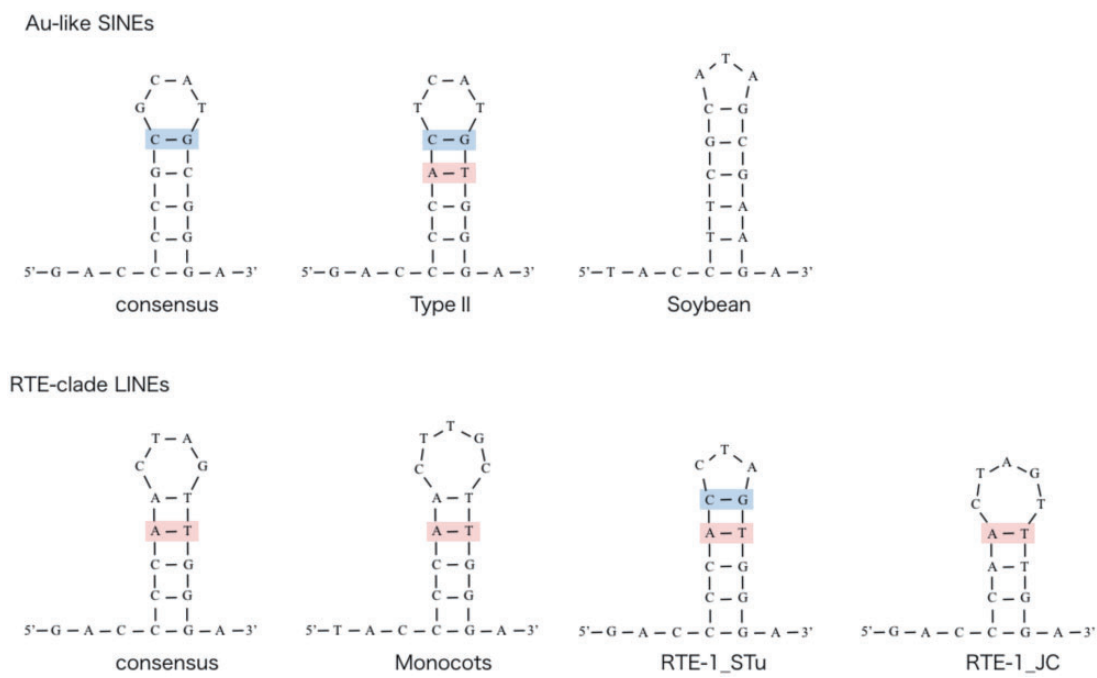 Au-like SINEs
C – A
G T
C – G
G – C
C – G
C – G
5'– G – A – C – C – G – A – 3'
consensus
C – A
T T
C – G
A – T
C – G
C – G
5'– G – A – C – C – G – A – 3'
Type II
T
A A
C – G
G – C
C – G
T – A
T – A
5'– T – A – C – C – G – A – 3'
Soybean
RTE-clade LINEs
T – A
C G
A – T
A – T
C – G
C – G
5'– G – A – C – C – G – A – 3'
consensus
T
T G
C C
A – T
A – T
C – G
C – G
5'– T – A – C – C – G – A – 3'
Monocots
T
C A
C – G
A – T
C – G
C – G
5'– G – A – C – C – G – A – 3'
RTE-1_STu
A
T G
C T
A – T
A – T
C – G
5'– G – A – C – C – G – A – 3'
RTE-1_JC